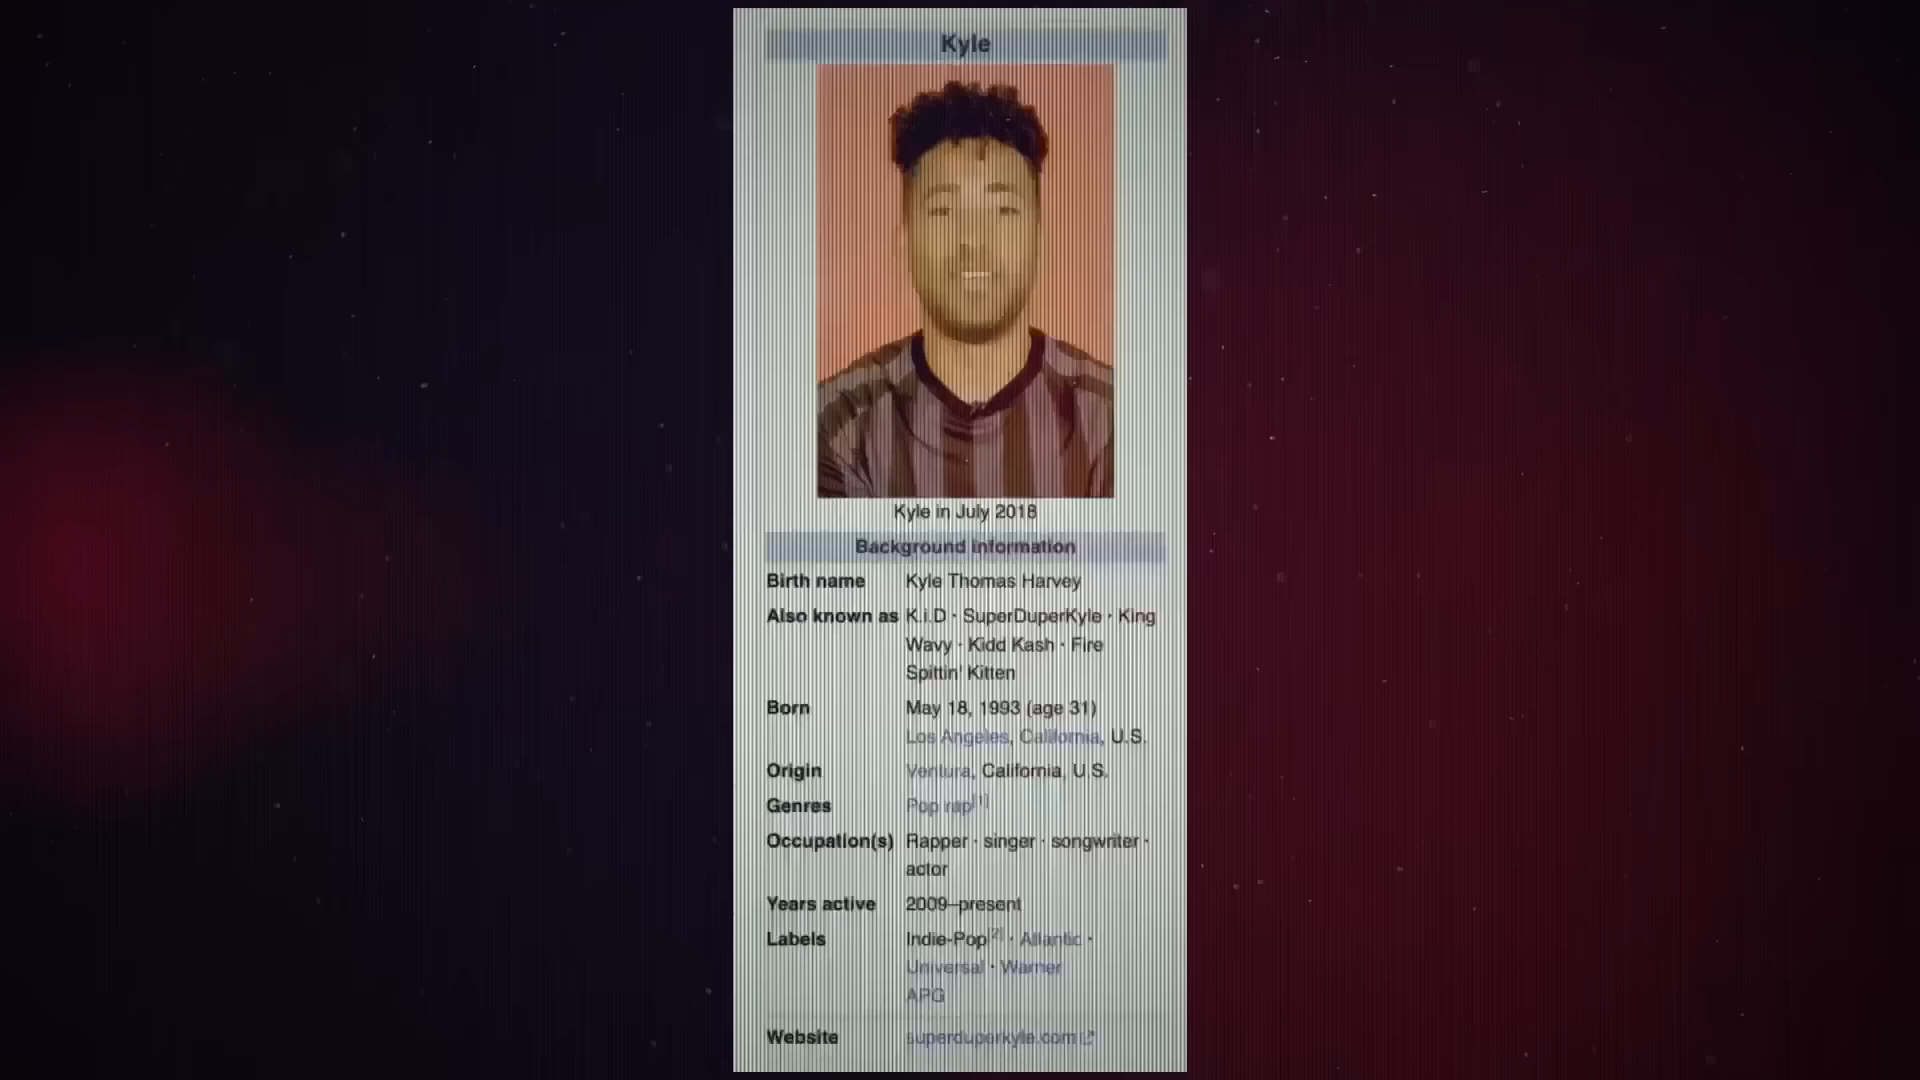 Kyle
Kyle in July 2018
Background information
Birth name Kyle Thomas Harvey
Also known as K.i.D · SuperDuperKyle · King
Wavy · Kidd Kash · Fire
Spittin' Kitten
Born May 18, 1993 (age 31)
Los Angeles, California, U.S.
Origin Ventura, California, U.S.
Genres Pop rap[1]
Occupation(s) Rapper · singer · songwriter ·
actor
Years active 2009–present
Labels Indie-Pop[2] · Atlantic ·
Universal · Warner
APG
Website superduperkyle.com